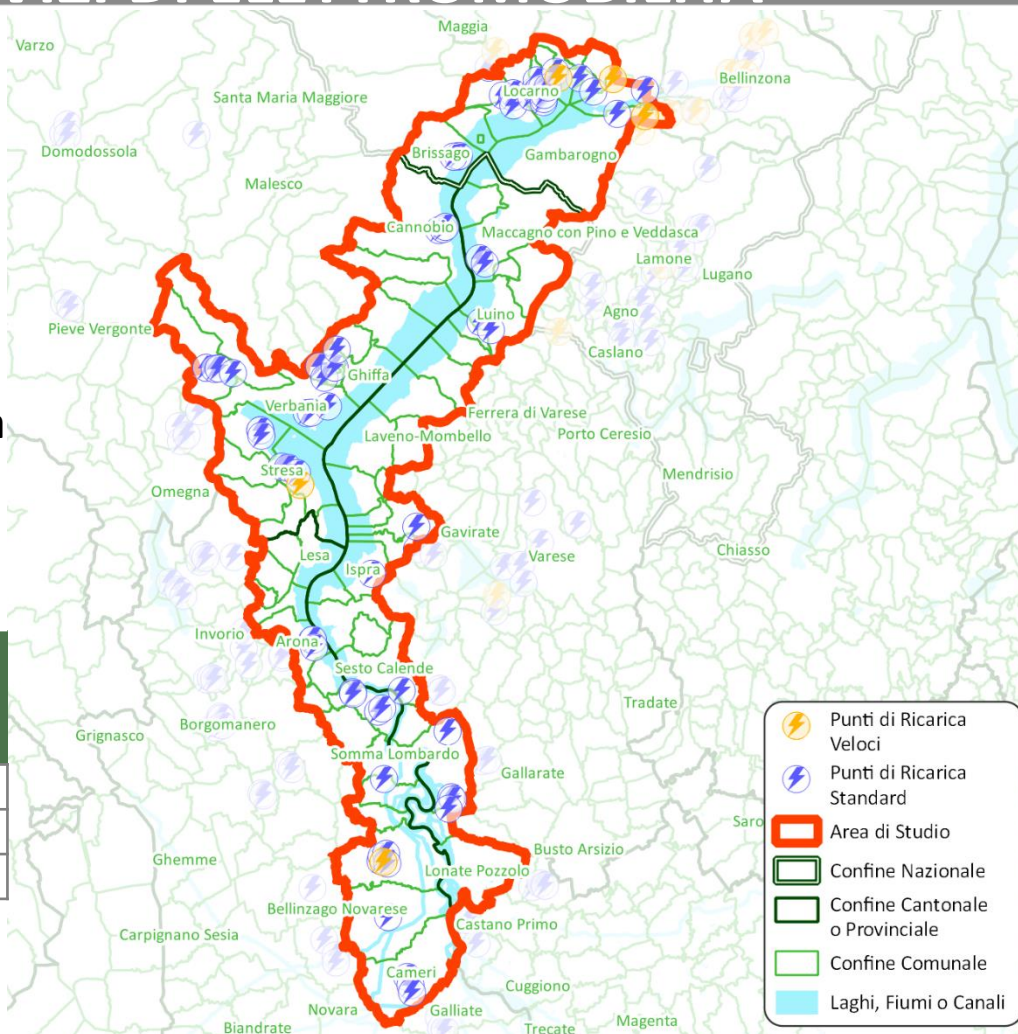 Varzo
Maggia
Bellinzona
Santa Maria Maggiore
Locarno
Domodossola
Brissago
Gambarogno
Malesco
Cannobio
Maccagno con Pino e Veddasca
Lamone
Lugano
Pieve Vergonte
Luino
Agno
Caslano
Ghiffa
Verbania
Ferrera di Varese
Laveno-Mombello
Porto Ceresio
Stresa
Mendrisio
Omegna
Gavirate
Lesa
Varese
Chiasso
Ispra
Invorio
Arona
Sesto Calende
Tradate
Borgomanero
Grignasco
Somma Lombardo
Gallarate
Saro
Ghemme
Busto Arsizio
Lonate Pozzolo
Bellinzago Novarese
Castano Primo
Carpignano Sesia
Cameri
Cuggiono
Novara
Galliate
Biandrate
Trecate
Magenta
Punti di Ricarica
Veloci
Punti di Ricarica
Standard
Area di Studio
Confine Nazionale
Confine Cantonale
o Provinciale
Confine Comunale
Laghi, Fiumi o Canali